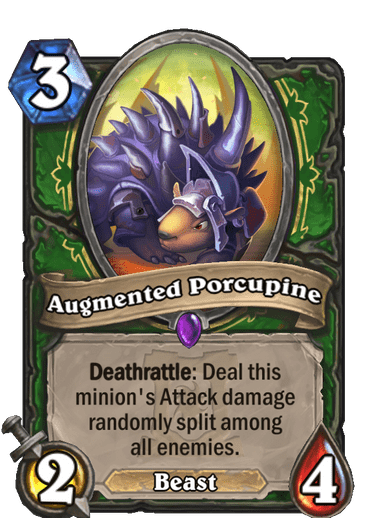 3
Augmented Porcupine
Deathrattle: Deal this
minion's Attack damage
randomly split among
all enemies.
2
Beast
4